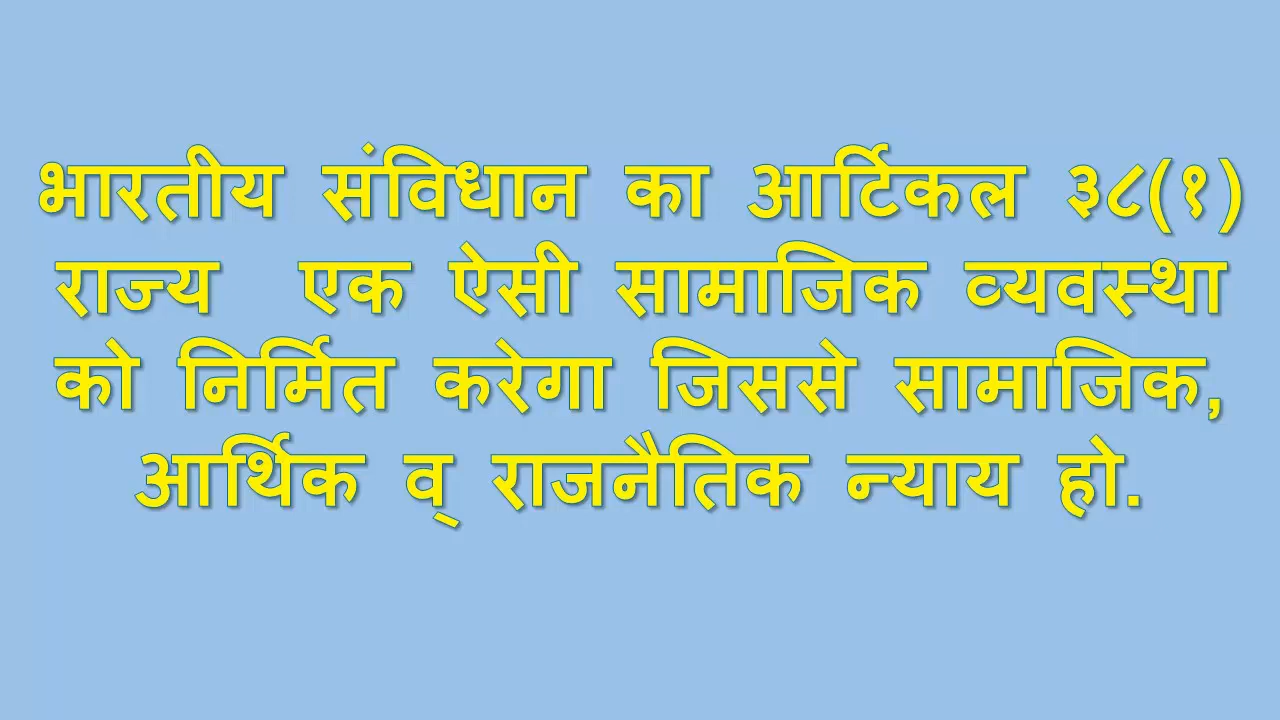 भारतीय संविधान का आर्टिकल ३८(१)
राज्य एक ऐसी सामाजिक व्यवस्था
को निर्मित करेगा जिससे सामाजिक,
आर्थिक व् राजनैतिक न्याय हो.